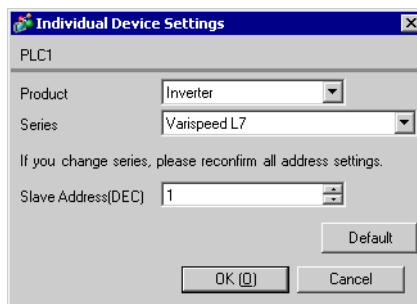 Individual Device Settings
PLC1
Product Inverter
Series Varispeed L7
If you change series, please reconfirm all address settings.
Slave Address(DEC) 1
Default
OK (O) Cancel